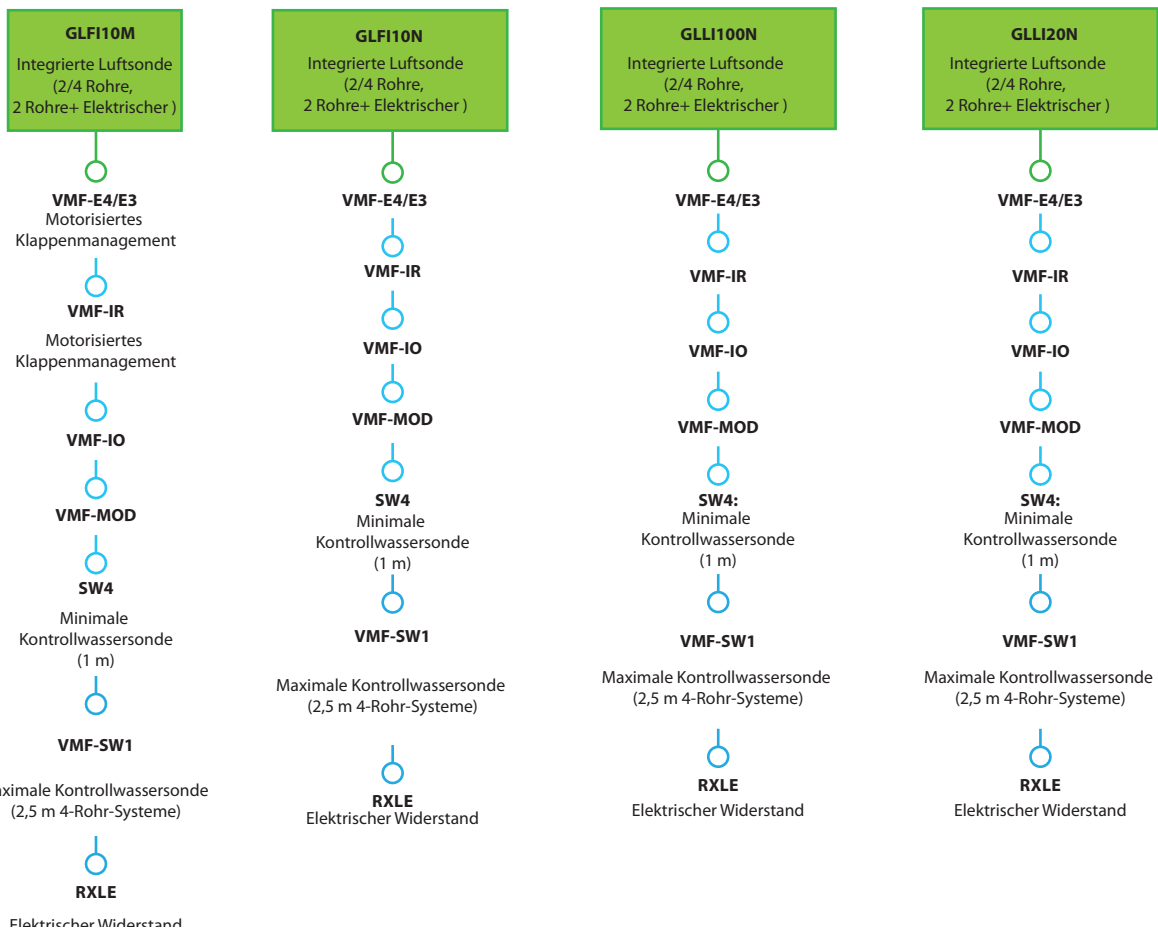 GLFI10M
Integrierte Luftsonde
(2/4 Rohre,
2 Rohre+ Elektrischer )
VMF-E4/E3
Motorisiertes
Klappenmanagement
VMF-IR
Motorisiertes
Klappenmanagement
VMF-IO
VMF-MOD
SW4
Minimale
Kontrollwassersonde
(1 m)
VMF-SW1
Kontrollwassersonde
(2,5 m 4-Rohr-Systeme)
RXLE
Elektrischer Widerstand
GLFI10N
Integrierte Luftsonde
(2/4 Rohre,
2 Rohre+ Elektrischer )
VMF-E4/E3
VMF-IR
VMF-IO
VMF-MOD
SW4
Minimale
Kontrollwassersonde
(1 m)
VMF-SW1
Maximale Kontrollwassersonde
(2,5 m 4-Rohr-Systeme)
RXLE
Elektrischer Widerstand
GLLI100N
Integrierte Luftsonde
(2/4 Rohre,
2 Rohre+ Elektrischer )
VMF-E4/E3
VMF-IR
VMF-IO
VMF-MOD
SW4:
Minimale
Kontrollwassersonde
(1 m)
VMF-SW1
Maximale Kontrollwassersonde
(2,5 m 4-Rohr-Systeme)
RXLE
Elektrischer Widerstand
GLLI20N
Integrierte Luftsonde
(2/4 Rohre,
2 Rohre+ Elektrischer )
VMF-E4/E3
VMF-IR
VMF-IO
VMF-MOD
SW4:
Minimale
Kontrollwassersonde
(1 m)
VMF-SW1
Maximale Kontrollwassersonde
(2,5 m 4-Rohr-Systeme)
RXLE
Elektrischer Widerstand